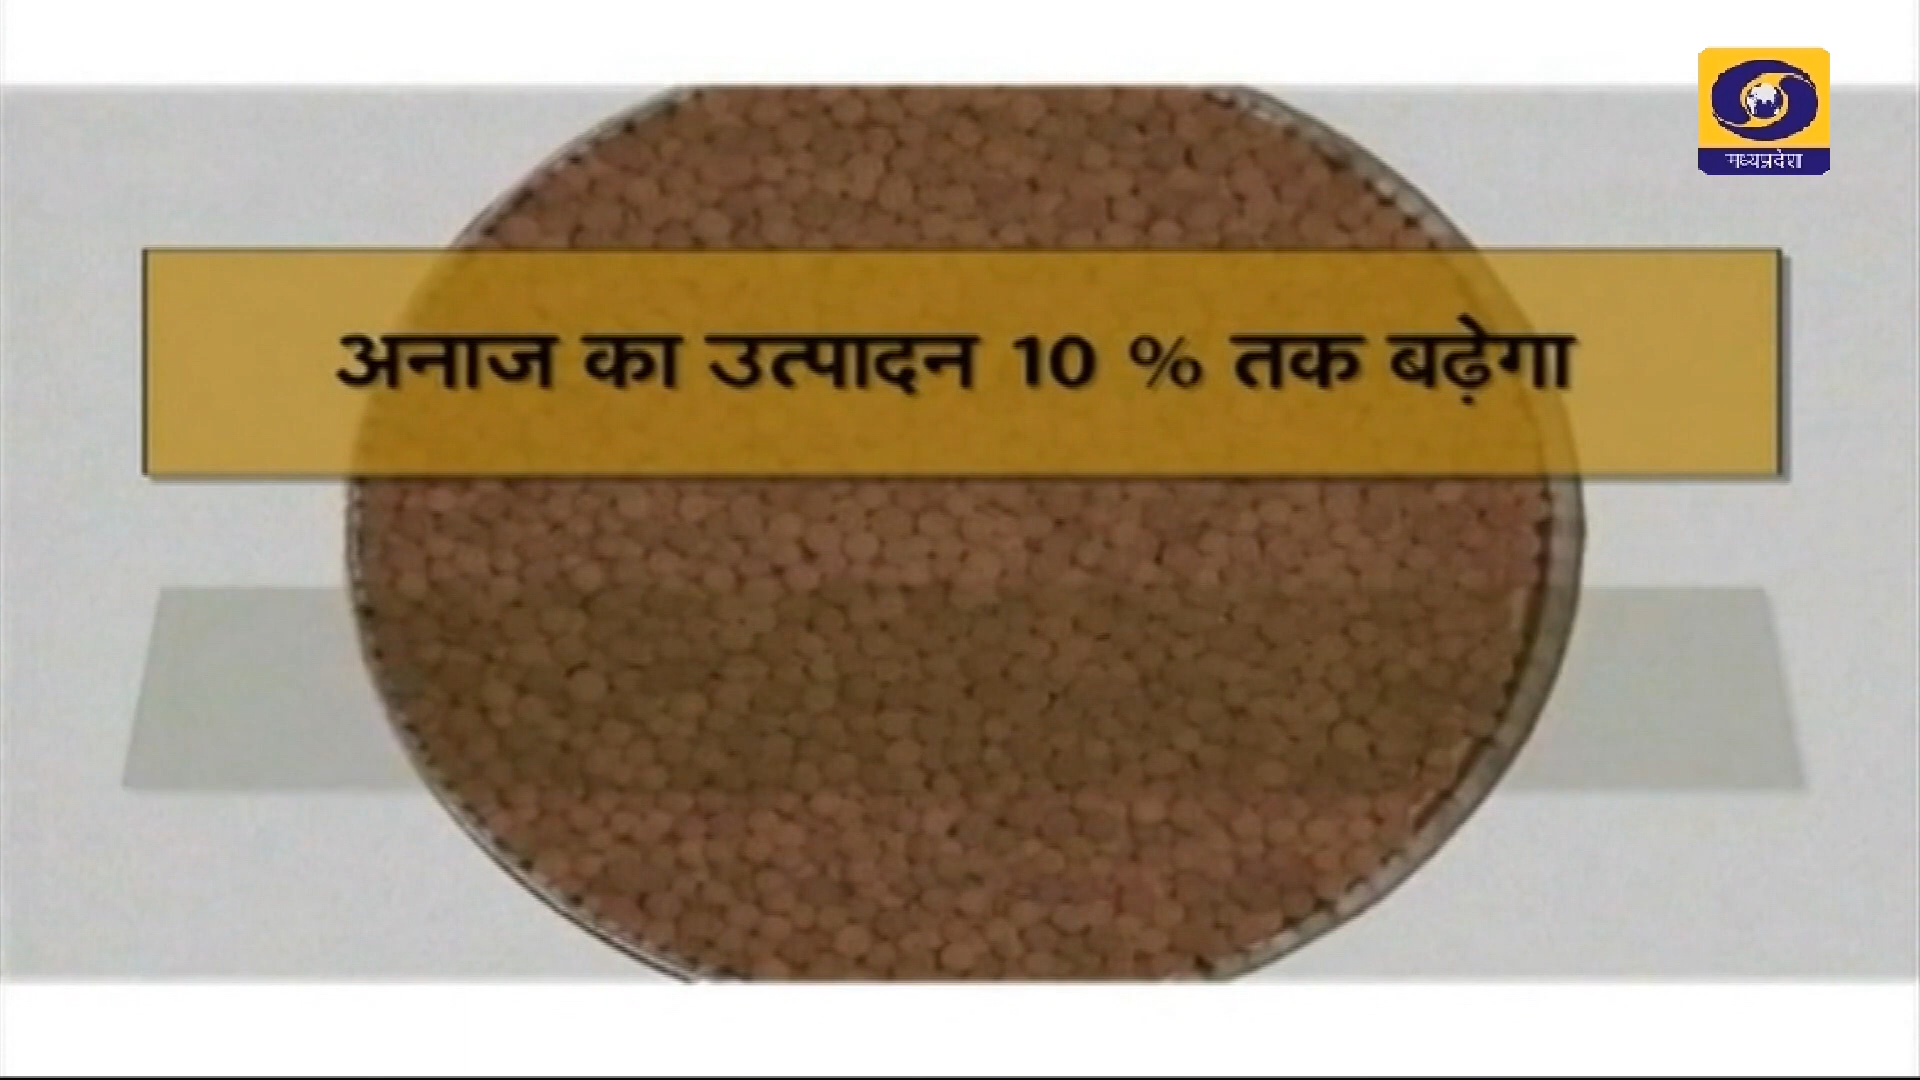 मध्यप्रदेश
अनाज का उत्पादन 10 % तक बढ़ेगा